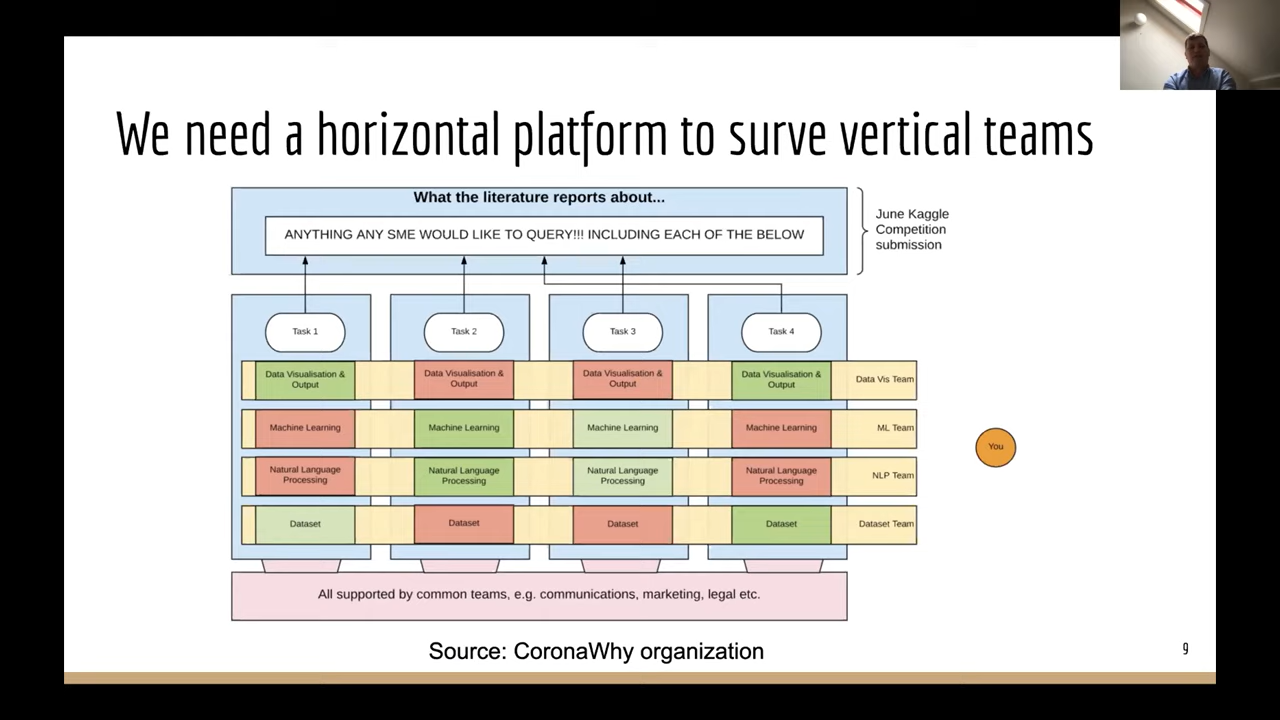 We need a horizontal platform to surve vertical teams
What the literature reports about...
ANYTHING ANY SME WOULD LIKE TO QUERY!!! INCLUDING EACH OF THE BELOW
June Kaggle
Competition
submission
Task 1
Task 2
Task 3
Task 4
Data Visualisation &
Output
Data Visualisation &
Output
Data Visualisation &
Output
Data Visualisation &
Output
Data Vis Team
Machine Learning
Machine Learning
Machine Learning
Machine Learning
ML Team
You
Natural Language
Processing
Natural Language
Processing
Natural Language
Processing
Natural Language
Processing
NLP Team
Dataset
Dataset
Dataset
Dataset
Dataset Team
All supported by common teams, e.g. communications, marketing, legal etc.
Source: CoronaWhy organization
9